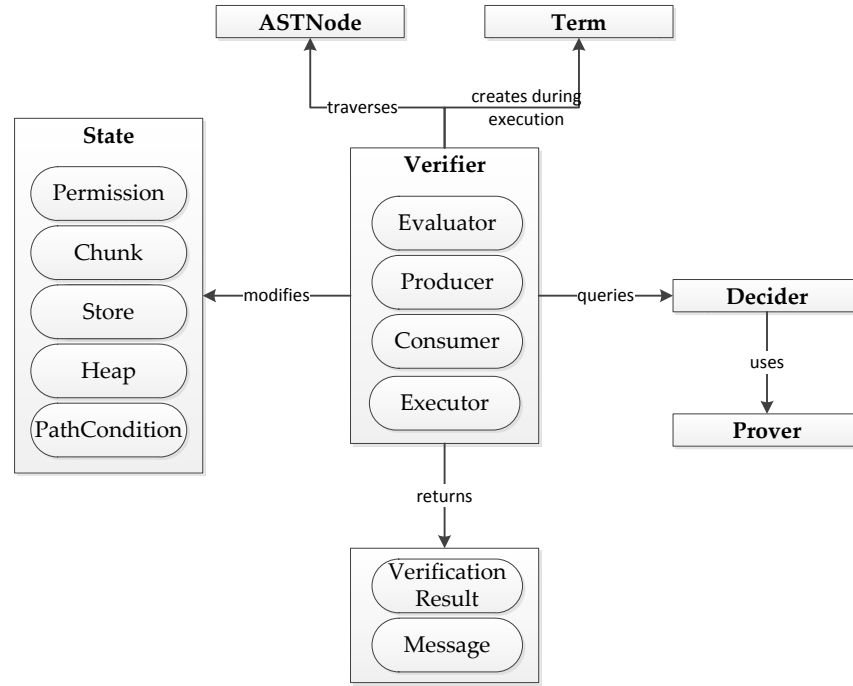 ASTNode
Term
traverses
creates during
execution
State
Permission
Chunk
Store
Heap
PathCondition
modifies
Verifier
Evaluator
Producer
Consumer
Executor
queries
Decider
uses
Prover
returns
Verification
Result
Message